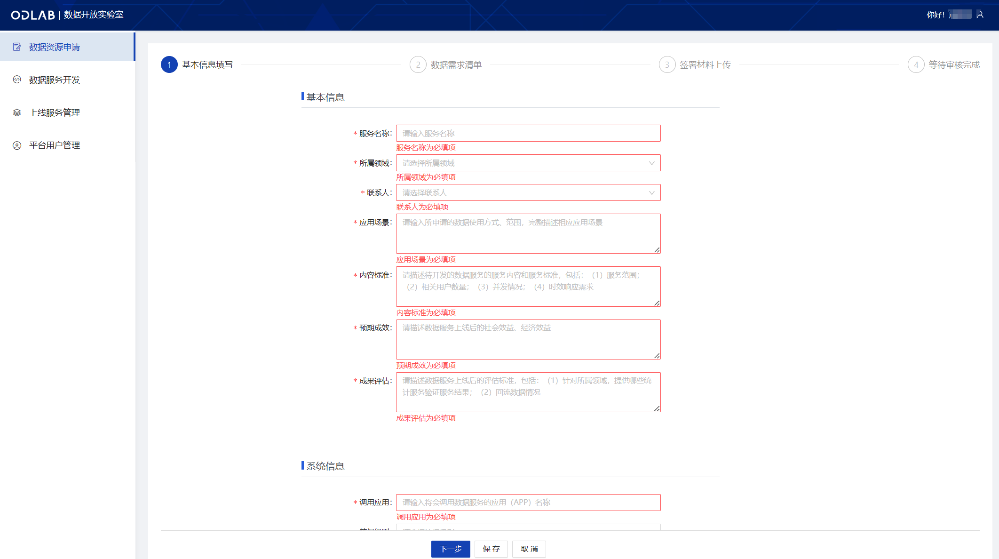 ODLAB | 数据开放实验室
你好！
数据资源申请
数据服务开发
上线服务管理
平台用户管理
1 基本信息填写
2 数据需求清单
3 签署材料上传
4 等待审核完成
基本信息
* 服务名称：
请输入服务名称
服务名称为必填项
* 所属领域：
请选择所属领域
所属领域为必填项
* 联系人：
请选择联系人
联系人为必填项
* 应用场景：
请输入所申请的数据使用方式、范围，完整描述相应应用场景
应用场景为必填项
* 内容标准：
请描述待开发的数据服务的服务内容和服务标准，包括：（1）服务范围；
（2）相关用户数量；（3）并发情况；（4）时效响应需求
内容标准为必填项
* 预期成效：
请描述数据服务上线后的社会效益、经济效益
预期成效为必填项
* 成果评估：
请描述数据服务上线后的评估标准，包括：（1）针对所属领域，提供哪些统
计服务验证服务结果；（2）回流数据情况
成果评估为必填项
系统信息
* 调用应用：
请输入将会调用数据服务的应用（APP）名称
调用应用为必填项
下一步
保 存
取 消